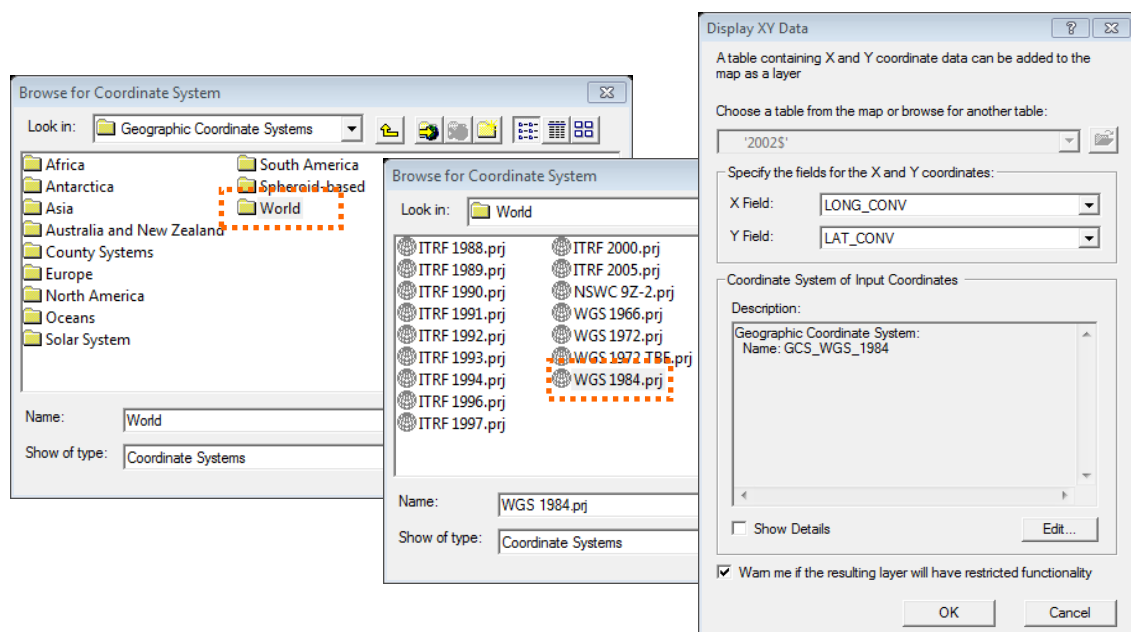 Browse for Coordinate System
Look in: Geographic Coordinate Systems
Africa
Antarctica
Asia
Australia and New Zealand
County Systems
Europe
North America
Oceans
Solar System
South America
Spheroid-based
World
Name: World
Show of type: Coordinate Systems
Browse for Coordinate System
Look in: World
ITRF 1988.prj
ITRF 1989.prj
ITRF 1990.prj
ITRF 1991.prj
ITRF 1992.prj
ITRF 1993.prj
ITRF 1994.prj
ITRF 1996.prj
ITRF 1997.prj
ITRF 2000.prj
ITRF 2005.prj
NSWC 9Z-2.prj
WGS 1966.prj
WGS 1972.prj
WGS 1972 TBE.prj
WGS 1984.prj
Name: WGS 1984.prj
Show of type: Coordinate Systems
Display XY Data
A table containing X and Y coordinate data can be added to the
map as a layer
Choose a table from the map or browse for another table:
'2002$'
Specify the fields for the X and Y coordinates:
X Field: LONG_CONV
Y Field: LAT_CONV
Coordinate System of Input Coordinates
Description:
Geographic Coordinate System:
Name: GCS_WGS_1984
Show Details
Edit...
Warn me if the resulting layer will have restricted functionality
OK Cancel